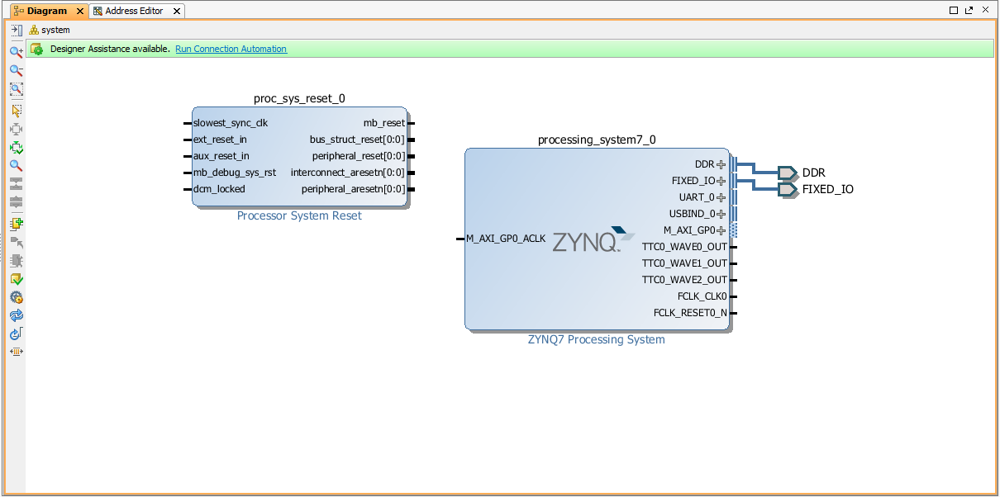 Diagram
Address Editor
system
Designer Assistance available. Run Connection Automation
proc_sys_reset_0
slowest_sync_clk
mb_reset
ext_reset_in
bus_struct_reset[0:0]
aux_reset_in
peripheral_reset[0:0]
mb_debug_sys_rst
interconnect_aresetn[0:0]
dcm_locked
peripheral_aresetn[0:0]
Processor System Reset
processing_system7_0
DDR
FIXED_IO
UART_0
USBIND_0
M_AXI_GP0
M_AXI_GP0_ACLK
ZYNQ
TTC0_WAVE0_OUT
TTC0_WAVE1_OUT
TTC0_WAVE2_OUT
FCLK_CLK0
FCLK_RESET0_N
ZYNQ7 Processing System
DDR
FIXED_IO